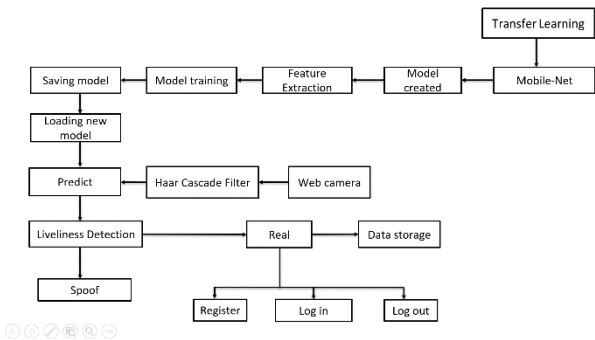 Transfer Learning
Saving model
Model training
Feature
Extraction
Model
created
Mobile-Net
Loading new
model
Predict
Haar Cascade Filter
Web camera
Liveliness Detection
Real
Data storage
Spoof
Register
Log in
Log out